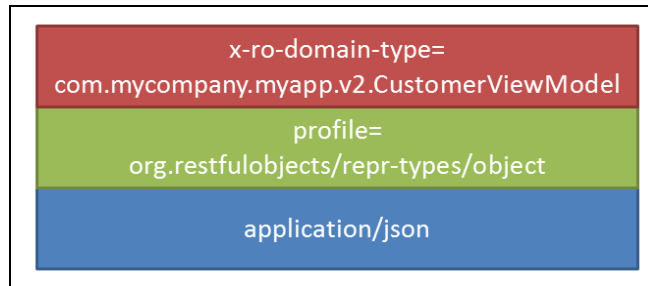 x-ro-domain-type=
com.mycompany.myapp.v2.CustomerViewModel
profile=
org.restfulobjects/repr-types/object
application/json